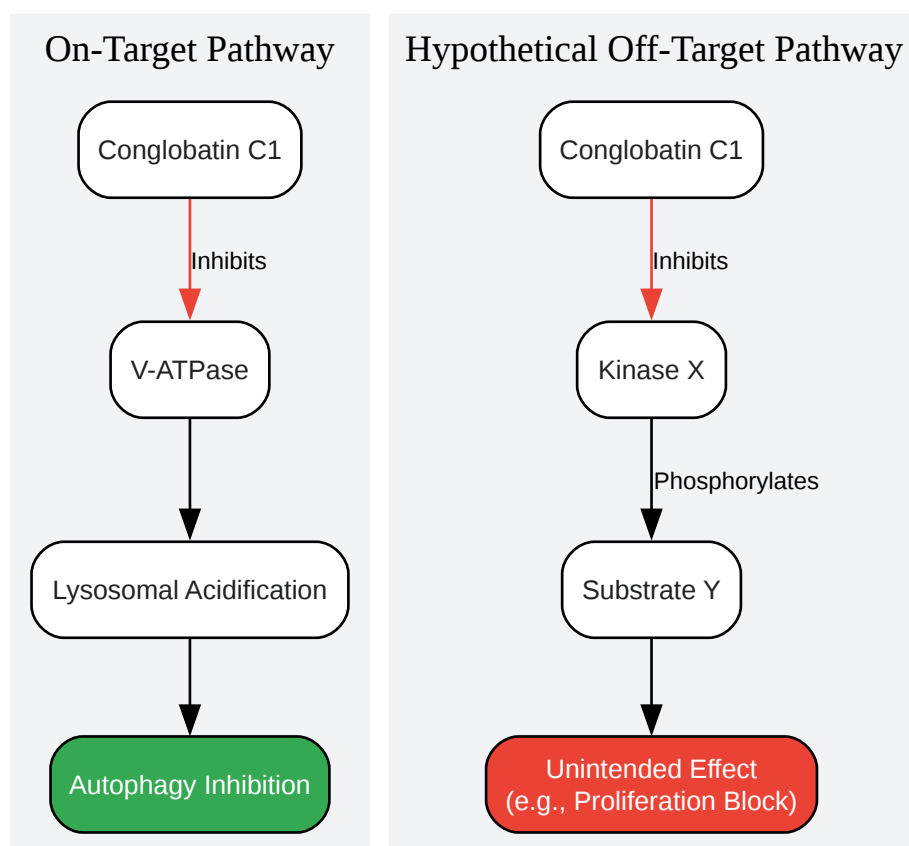 On-Target Pathway
Conglobatin C1
Inhibits
V-ATPase
Lysosomal Acidification
Autophagy Inhibition
Hypothetical Off-Target Pathway
Conglobatin C1
Inhibits
Kinase X
Phosphorylates
Substrate Y
Unintended Effect
(e.g., Proliferation Block)